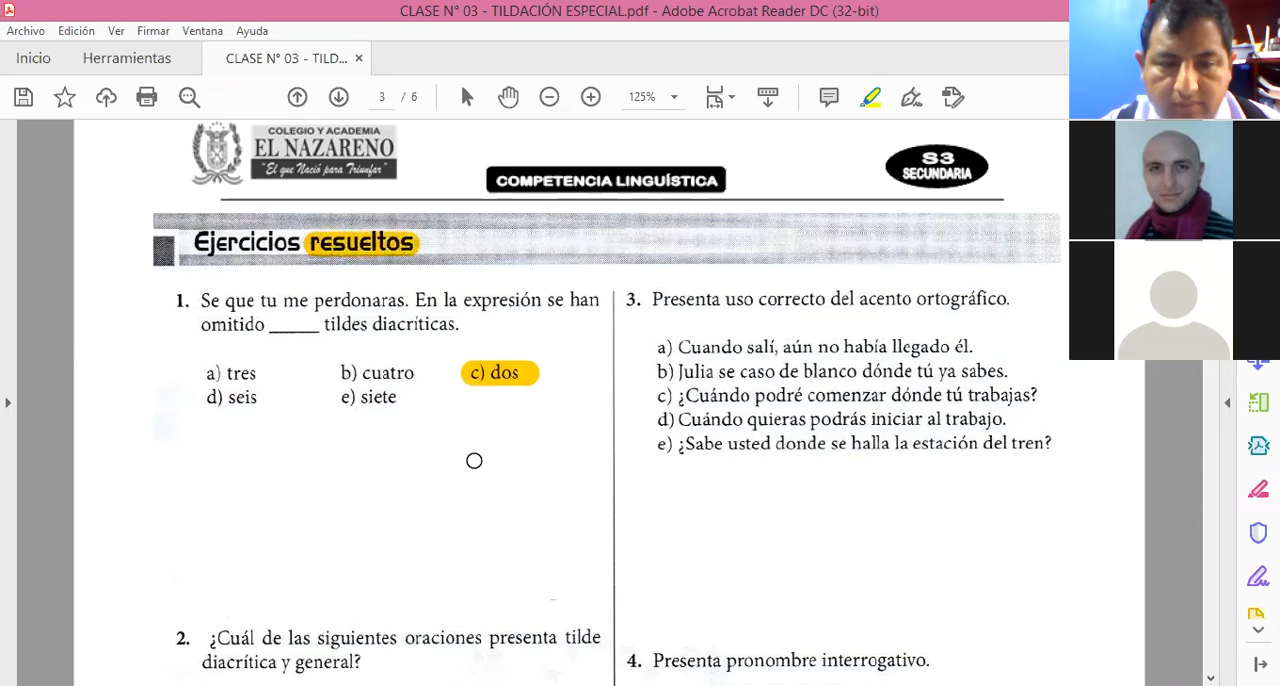 CLASE N° 03 - TILDACIÓN ESPECIAL.pdf - Adobe Acrobat Reader DC (32-bit)
Archivo Edición Ver Firmar Ventana Ayuda
Inicio Herramientas CLASE N° 03 - TILD... ×
3 / 6 125%
COLEGIO Y ACADEMIA
EL NAZARENO
"El que Nació para Triunfar"
COMPETENCIA LINGUÍSTICA
S3
SECUNDARIA
Ejercicios resueltos
1. Se que tu me perdonaras. En la expresión se han
omitido _____ tildes diacríticas.
a) tres b) cuatro c) dos
d) seis e) siete
2. ¿Cuál de las siguientes oraciones presenta tilde
diacrítica y general?
3. Presenta uso correcto del acento ortográfico.
a) Cuando salí, aún no había llegado él.
b) Julia se caso de blanco dónde tú ya sabes.
c) ¿Cuándo podré comenzar dónde tú trabajas?
d) Cuándo quieras podrás iniciar al trabajo.
e) ¿Sabe usted donde se halla la estación del tren?
4. Presenta pronombre interrogativo.